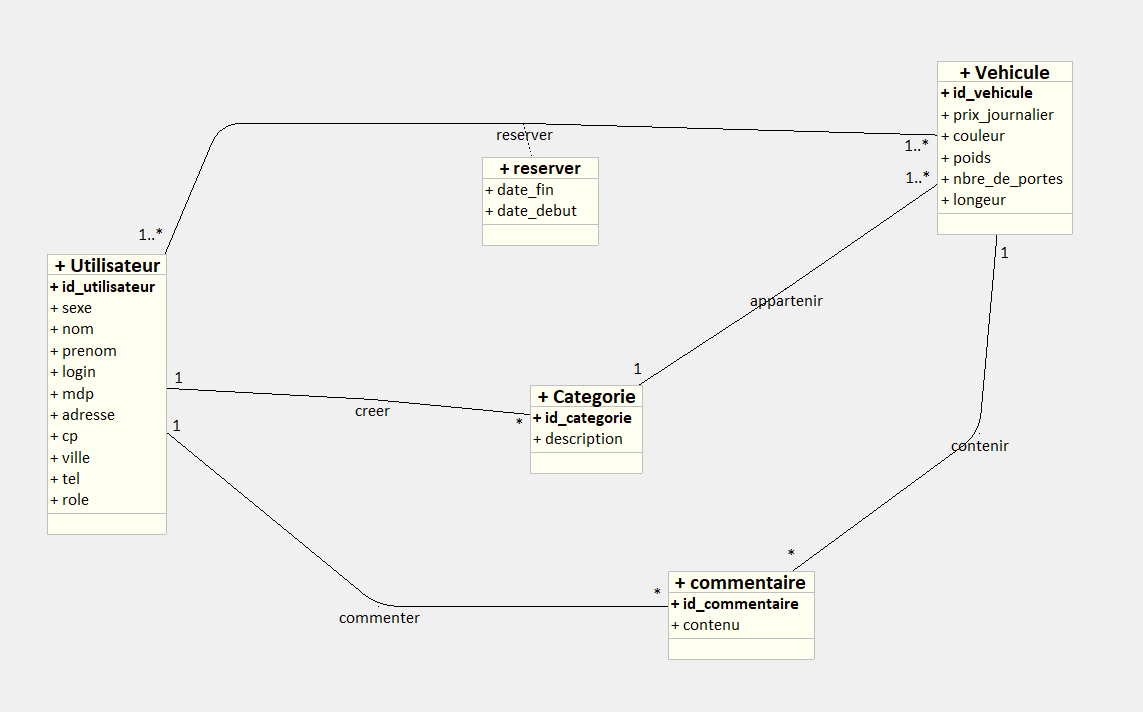 + Vehicule
+ id_vehicule
+ prix_journalier
+ couleur
+ poids
+ nbre_de_portes
+ longeur
reserver
1..*
1..*
+ reserver
+ date_fin
+ date_debut
1..*
+ Utilisateur
+ id_utilisateur
+ sexe
+ nom
+ prenom
+ login
+ mdp
+ adresse
+ cp
+ ville
+ tel
+ role
1
appartenir
1
1
creer
*
+ Categorie
+ id_categorie
+ description
1
contenir
*
*
commenter
+ commentaire
+ id_commentaire
+ contenu